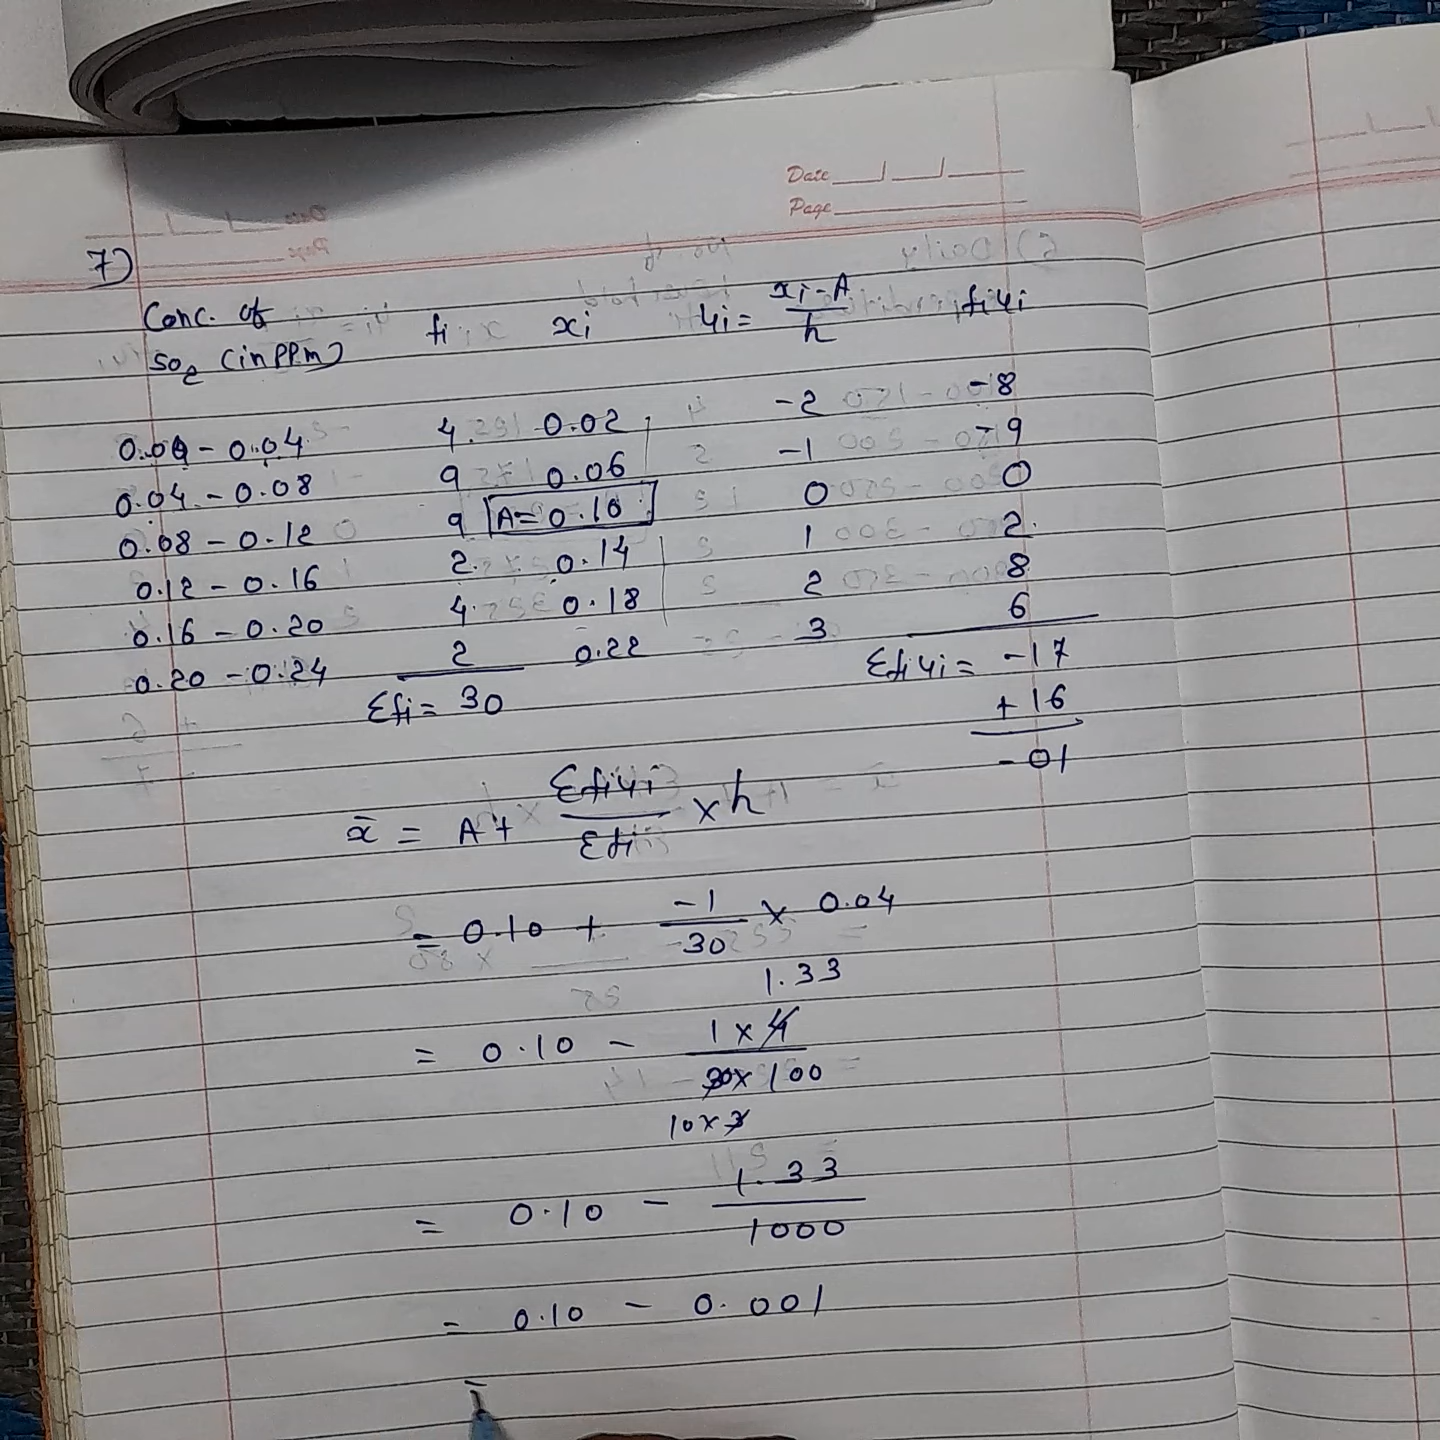 Date
Page
7)
Conc. of SO2 (in PPm) fi xi ui = (xi - A)/h fiui
0.00 - 0.04 4 0.02 -2 -8
0.04 - 0.08 9 0.06 -1 -9
0.08 - 0.12 9 A = 0.10 0 0
0.12 - 0.16 2 0.14 1 2
0.16 - 0.20 4 0.18 2 8
0.20 - 0.24 2 0.22 3 6
Σfi = 30 Σfiui = -17
+ 16
- 01
x̄ = A + Σfiui/Σfi × h
= 0.10 + -1/30 × 0.04
1.33
= 0.10 - 1 × 4/30 × 100
10 × 3
= 0.10 - 1.33/1000
= 0.10 - 0.001
=